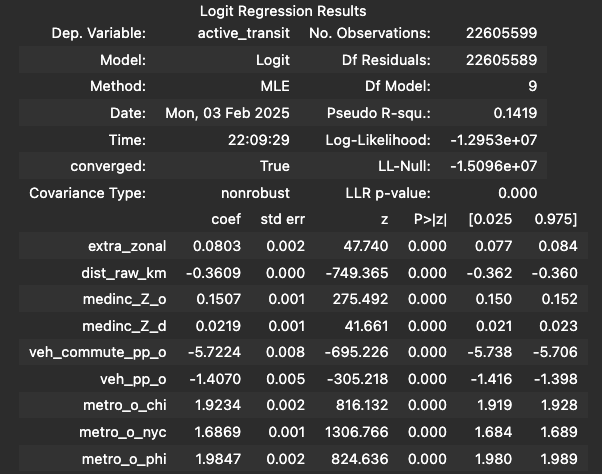 Logit Regression Results
Dep. Variable: active_transit No. Observations: 22605599
Model: Logit Df Residuals: 22605589
Method: MLE Df Model: 9
Date: Mon, 03 Feb 2025 Pseudo R-squ.: 0.1419
Time: 22:09:29 Log-Likelihood: -1.2953e+07
converged: True LL-Null: -1.5096e+07
Covariance Type: nonrobust LLR p-value: 0.000
coef std err z P>|z| [0.025 0.975]
extra_zonal 0.0803 0.002 47.740 0.000 0.077 0.084
dist_raw_km -0.3609 0.000 -749.365 0.000 -0.362 -0.360
medinc_Z_o 0.1507 0.001 275.492 0.000 0.150 0.152
medinc_Z_d 0.0219 0.001 41.661 0.000 0.021 0.023
veh_commute_pp_o -5.7224 0.008 -695.226 0.000 -5.738 -5.706
veh_pp_o -1.4070 0.005 -305.218 0.000 -1.416 -1.398
metro_o_chi 1.9234 0.002 816.132 0.000 1.919 1.928
metro_o_nyc 1.6869 0.001 1306.766 0.000 1.684 1.689
metro_o_phi 1.9847 0.002 824.636 0.000 1.980 1.989